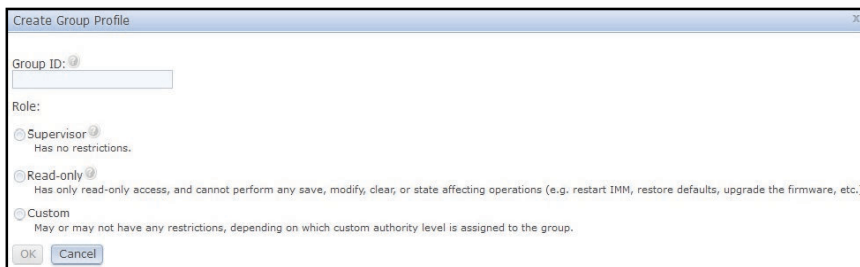 Create Group Profile x
Group ID: ?
Role:
Supervisor ?
Has no restrictions.
Read-only ?
Has only read-only access, and cannot perform any save, modify, clear, or state affecting operations (e.g. restart IMM, restore defaults, upgrade the firmware, etc.)
Custom
May or may not have any restrictions, depending on which custom authority level is assigned to the group.
OK Cancel